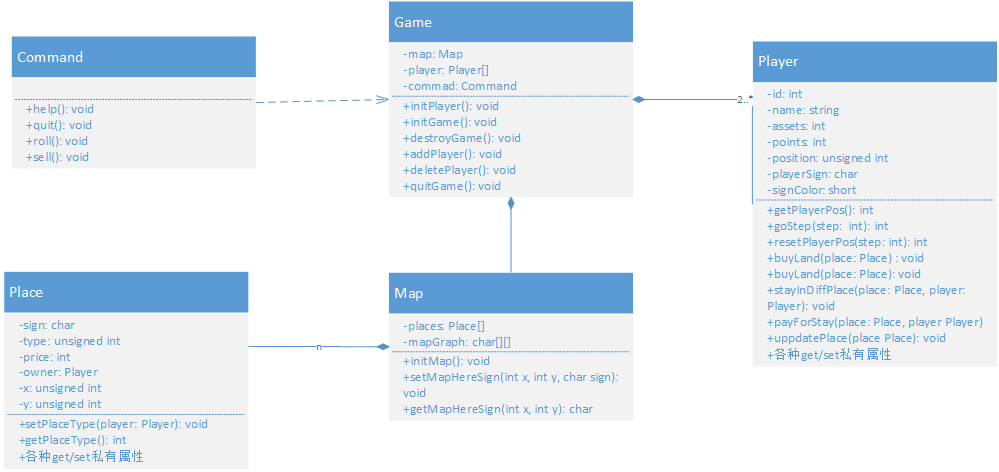 Command
+help(): void
+quit(): void
+roll(): void
+sell(): void
Game
-map: Map
-player: Player[]
-commad: Command
+initPlayer(): void
+initGame(): void
+destroyGame(): void
+addPlayer(): void
+deletePlayer(): void
+quitGame(): void
2..*
Player
-id: int
-name: string
-assets: int
-points: int
-position: unsigned int
-playerSign: char
-signColor: short
+getPlayerPos(): int
+goStep(step: int): int
+resetPlayerPos(step: int): int
+buyLand(place: Place) : void
+buyLand(place: Place): void
+stayInDiffPlace(place: Place, player:
Player): void
+payForStay(place: Place, player Player)
+uppdatePlace(place Place): void
+各种get/set私有属性
Place
-sign: char
-type: unsigned int
-price: int
-owner: Player
-x: unsigned int
-y: unsigned int
+setPlaceType(player: Player): void
+getPlaceType(): int
+各种get/set私有属性
n
Map
-places: Place[]
-mapGraph: char[][]
+initMap(): void
+setMapHereSign(int x, int y, char sign):
void
+getMapHereSign(int x, int y): char